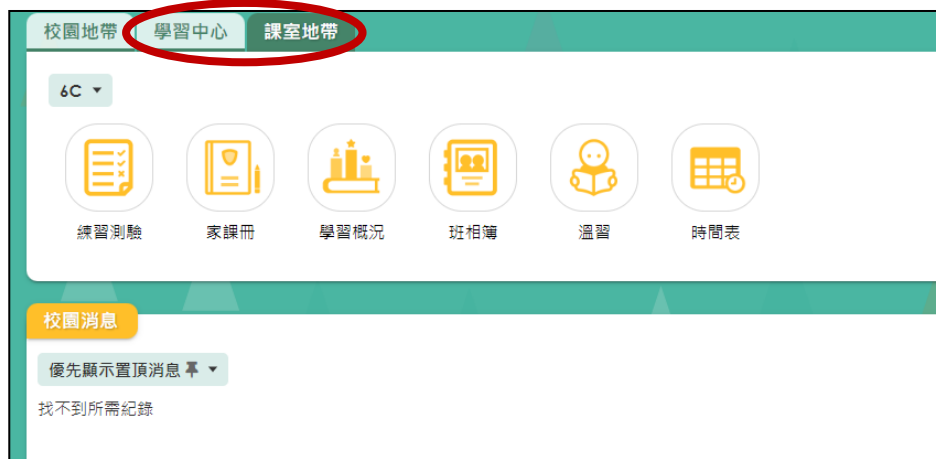 校園地帶 學習中心 課室地帶
6C
練習測驗 家課冊 學習概況 班相簿 溫習 時間表
校園消息
優先顯示置頂消息
找不到所需紀錄